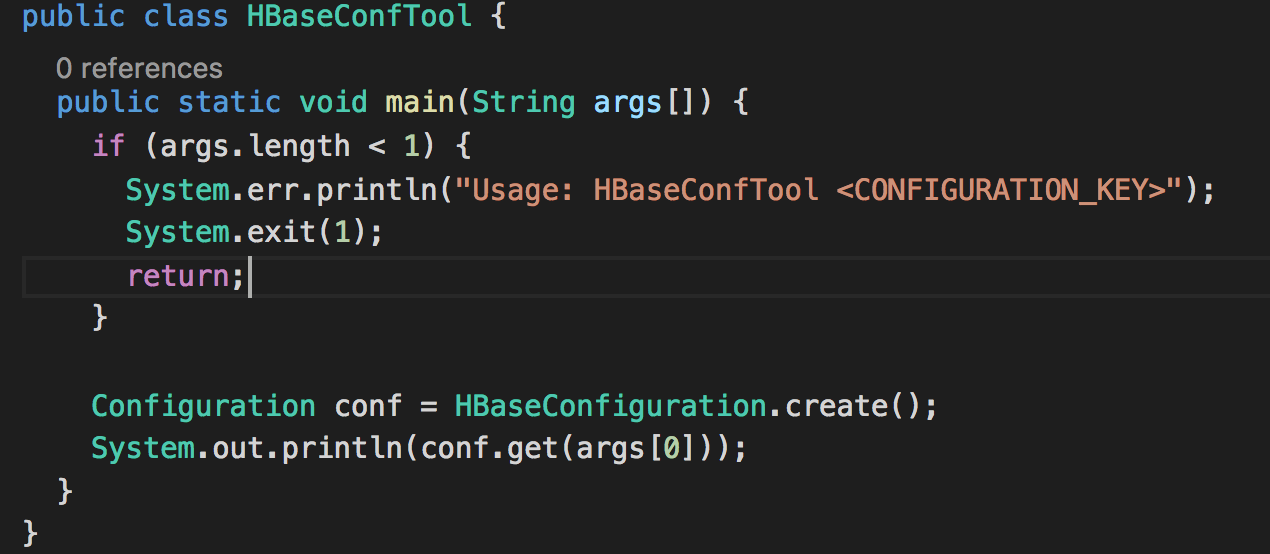 public class HBaseConfTool {
0 references
public static void main(String args[]) {
if (args.length < 1) {
System.err.println("Usage: HBaseConfTool <CONFIGURATION_KEY>");
System.exit(1);
return;
}
Configuration conf = HBaseConfiguration.create();
System.out.println(conf.get(args[0]));
}
}